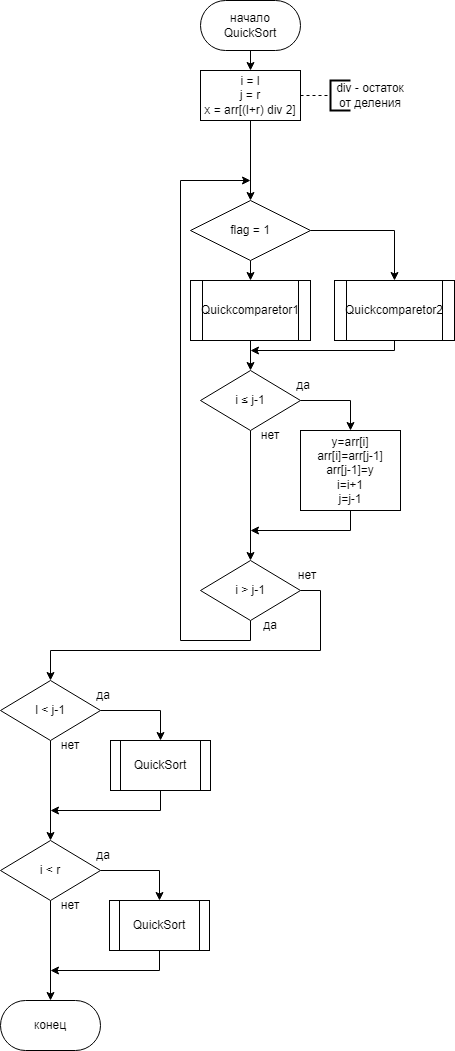 начало
QuickSort
i = l
j = r
x = arr[(l+r) div 2]
div - остаток
от деления
flag = 1
Quickcomparetor1
Quickcomparetor2
i ≤ j-1
да
нет
y=arr[i]
arr[i]=arr[j-1]
arr[j-1]=y
i=i+1
j=j-1
i > j-1
нет
да
l < j-1
да
нет
QuickSort
i < r
да
нет
QuickSort
конец